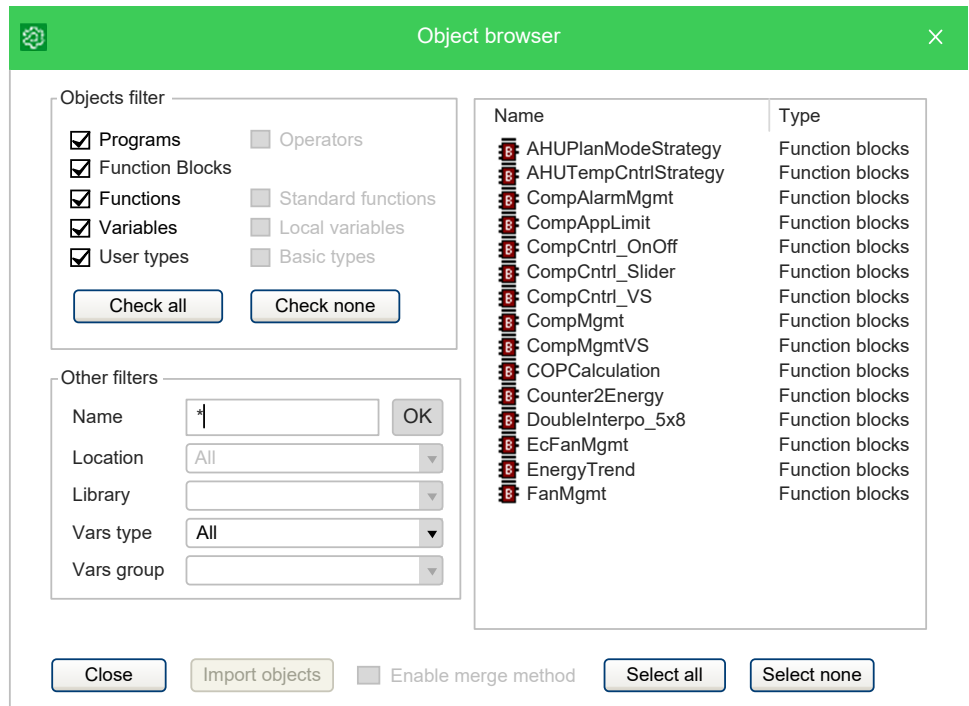 Object browser
Objects filter
Programs Operators
Function Blocks
Functions Standard functions
Variables Local variables
User types Basic types
Check all Check none
Other filters
Name * OK
Location All
Library
Vars type All
Vars group
Name Type
AHUPlanModeStrategy Function blocks
AHUTempCntrlStrategy Function blocks
CompAlarmMgmt Function blocks
CompAppLimit Function blocks
CompCntrl_OnOff Function blocks
CompCntrl_Slider Function blocks
CompCntrl_VS Function blocks
CompMgmt Function blocks
CompMgmtVS Function blocks
COPCalculation Function blocks
Counter2Energy Function blocks
DoubleInterpo_5x8 Function blocks
EcFanMgmt Function blocks
EnergyTrend Function blocks
FanMgmt Function blocks
Close Import objects Enable merge method Select all Select none